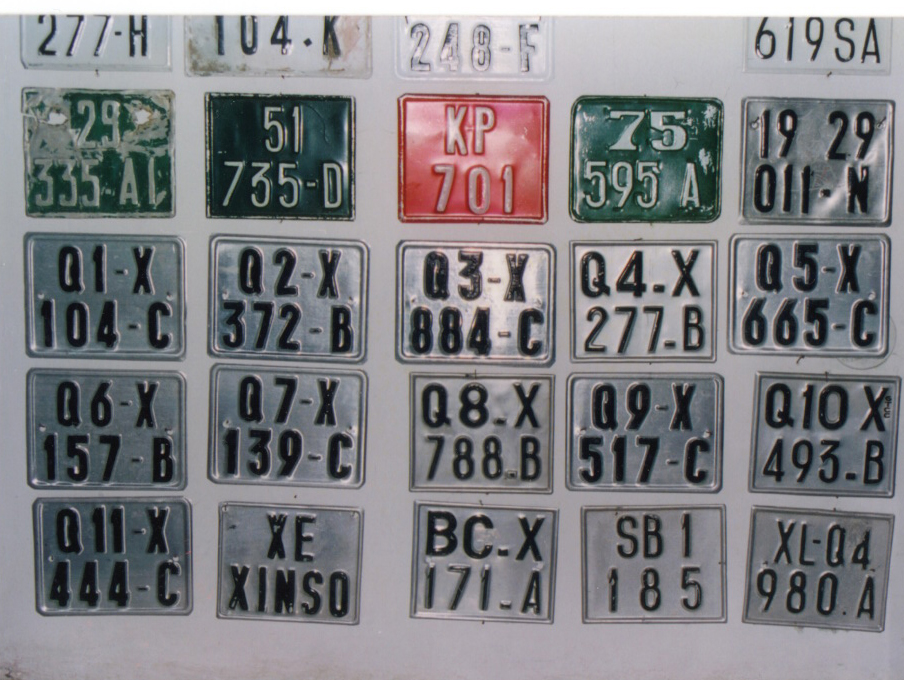 277-H
104.K
248-F
619SA
29
335 AL
51
735-D
KP
701
75
595 A
19 29
011-N
Q1-X
104-C
Q2-X
372-B
Q3-X
884-C
Q4-X
277-B
Q5-X
665-C
Q6-X
157-B
Q7-X
139-C
Q8-X
788-B
Q9-X
517-C
Q10 X
493-B
Q11-X
444-C
XE
XINSO
BC-X
171-A
SB 1
185
XL-Q4
980.A